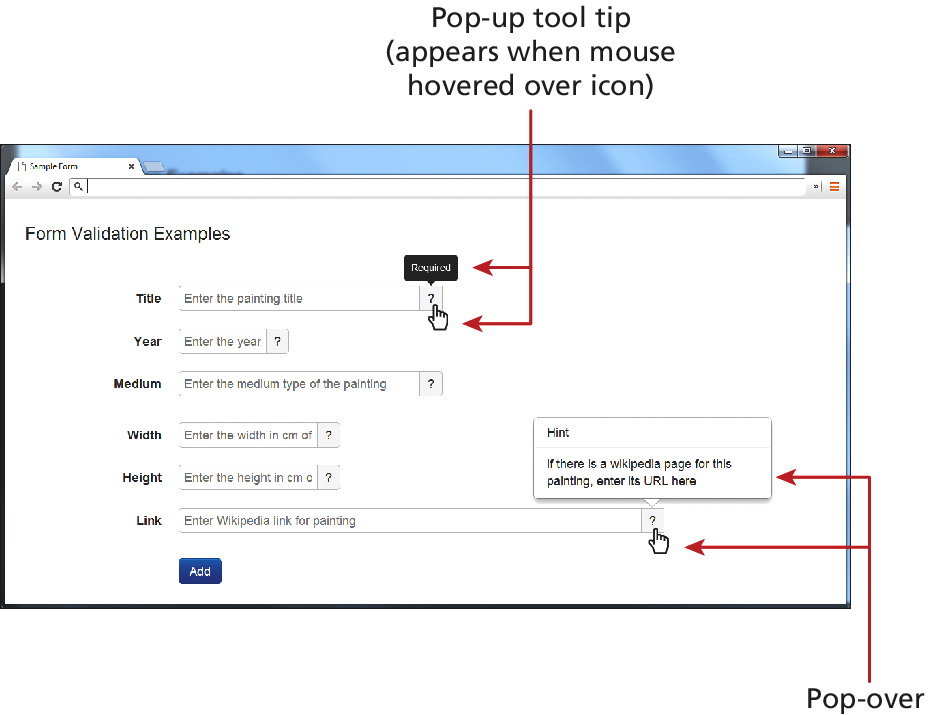 Pop-up tool tip
(appears when mouse
hovered over icon)
Sample Form
Form Validation Examples
Required
Title Enter the painting title ?
Year Enter the year ?
Medium Enter the medium type of the painting ?
Width Enter the width in cm of ?
Hint
If there is a wikipedia page for this
painting, enter its URL here
Height Enter the height in cm o ?
Link Enter Wikipedia link for painting ?
Add
Pop-over